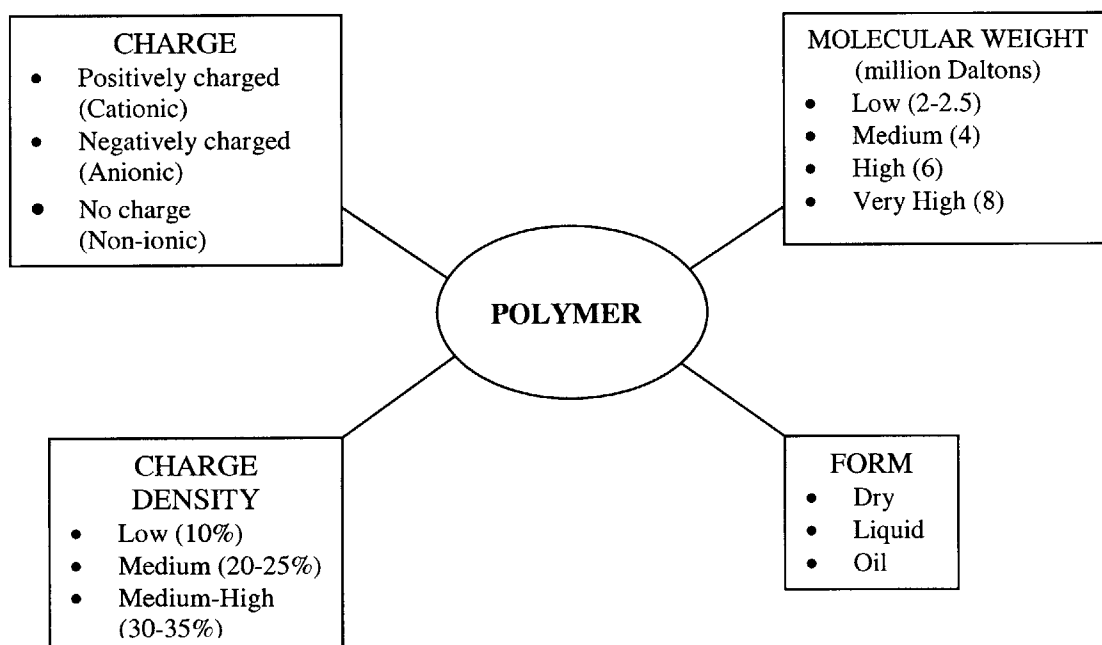 CHARGE
• Positively charged
(Cationic)
• Negatively charged
(Anionic)
• No charge
(Non-ionic)
MOLECULAR WEIGHT
(million Daltons)
• Low (2-2.5)
• Medium (4)
• High (6)
• Very High (8)
POLYMER
CHARGE
DENSITY
• Low (10%)
• Medium (20-25%)
• Medium-High
(30-35%)
FORM
• Dry
• Liquid
• Oil